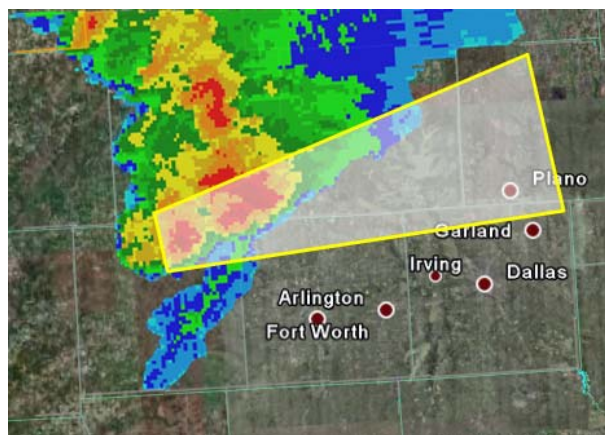 Plano
Garland
Irving
Dallas
Arlington
Fort Worth